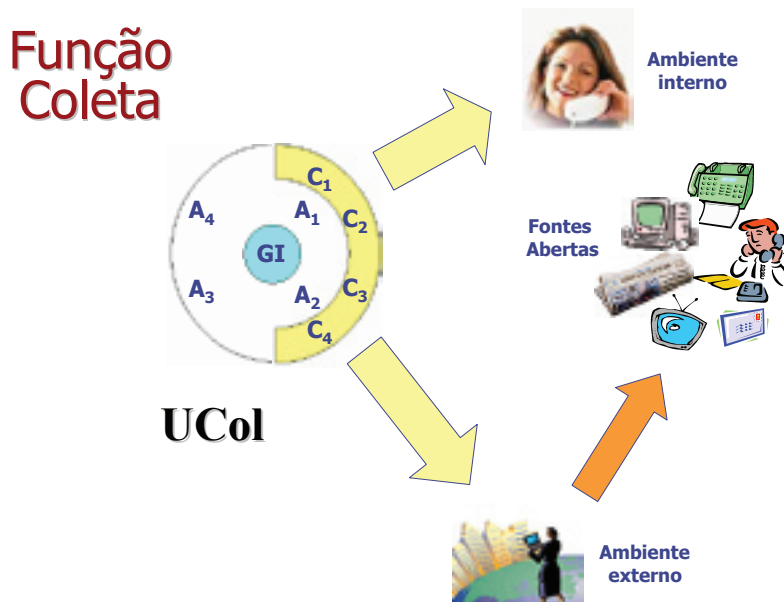 Função
Coleta
Ambiente
interno
C1
A4
A1
C2
Fontes
Abertas
GI
A3
A2
C3
C4
UCol
Ambiente
externo